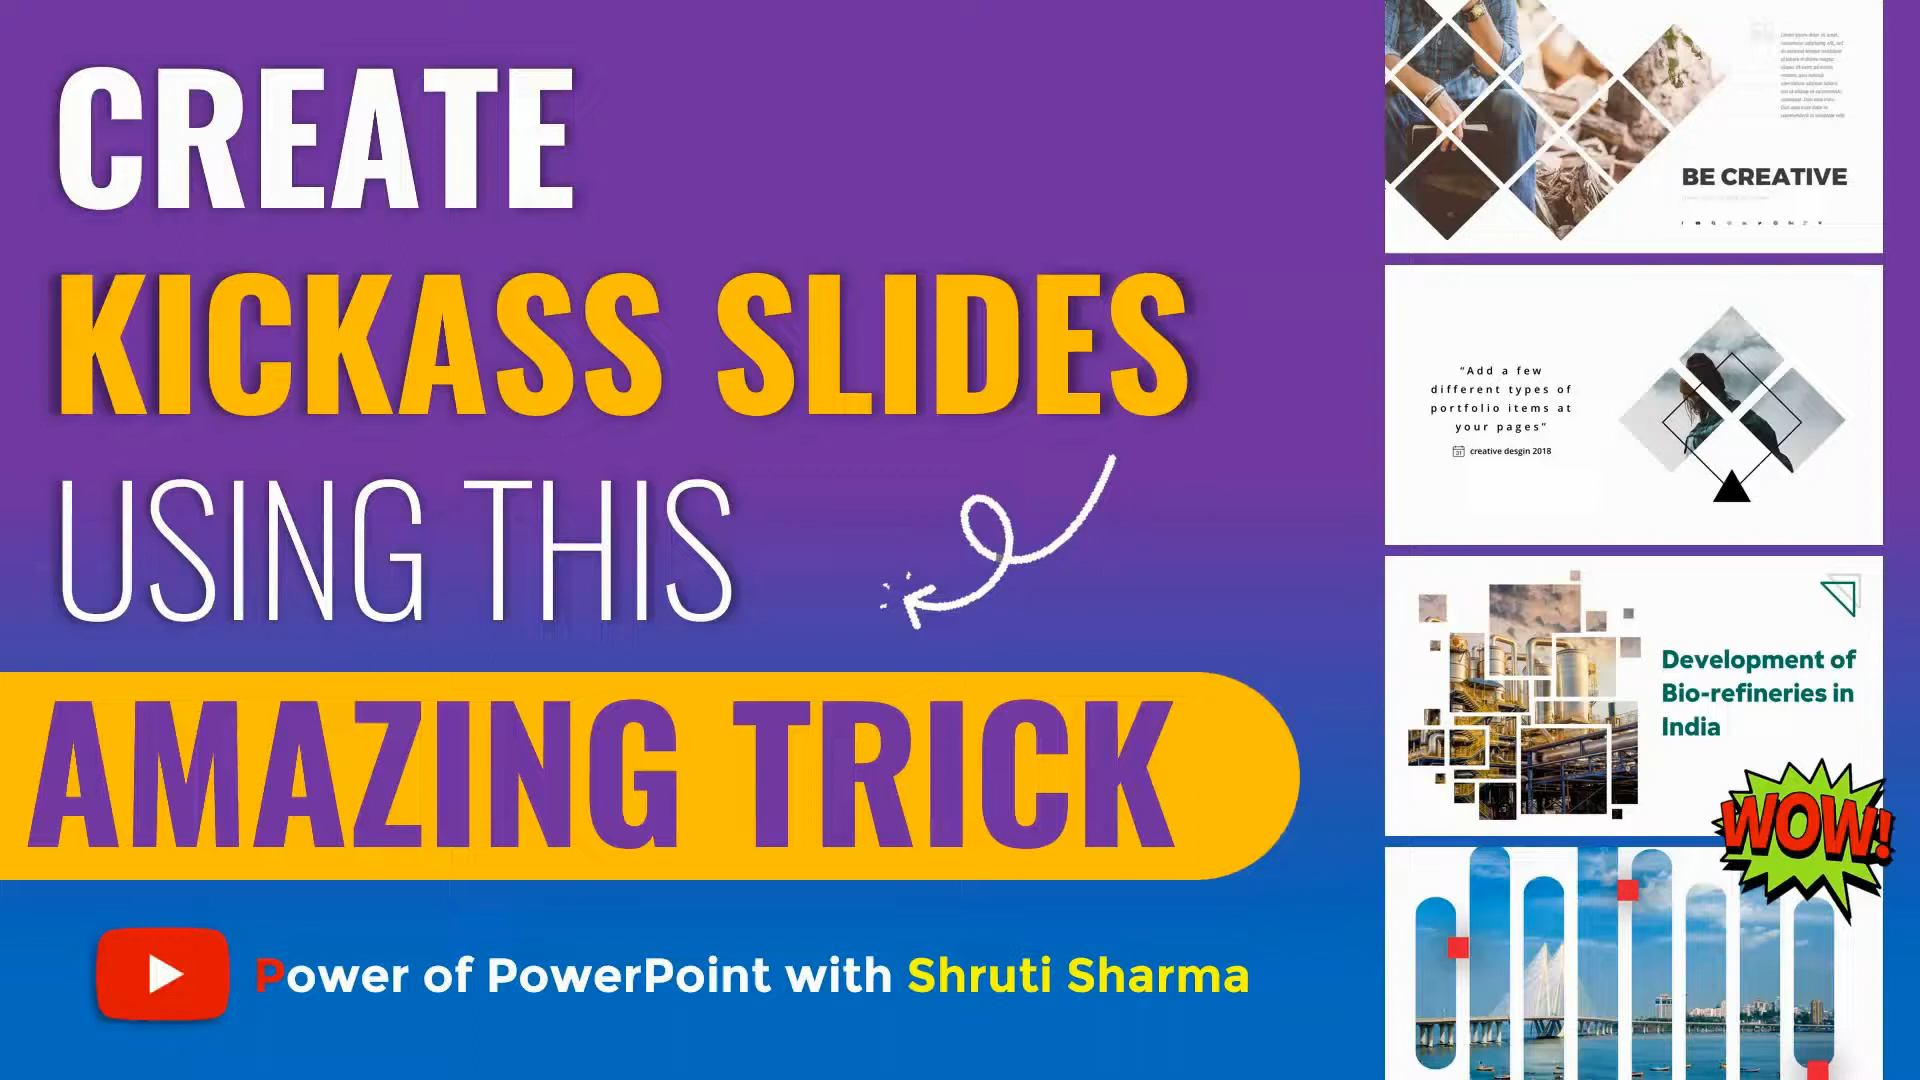 CREATE
KICKASS SLIDES
USING THIS
AMAZING TRICK
Power of PowerPoint with Shruti Sharma
BE CREATIVE
“Add a few
different types of
portfolio items at
your pages”
31
creative desgin 2018
Development of
Bio-refineries in
India
WOW!